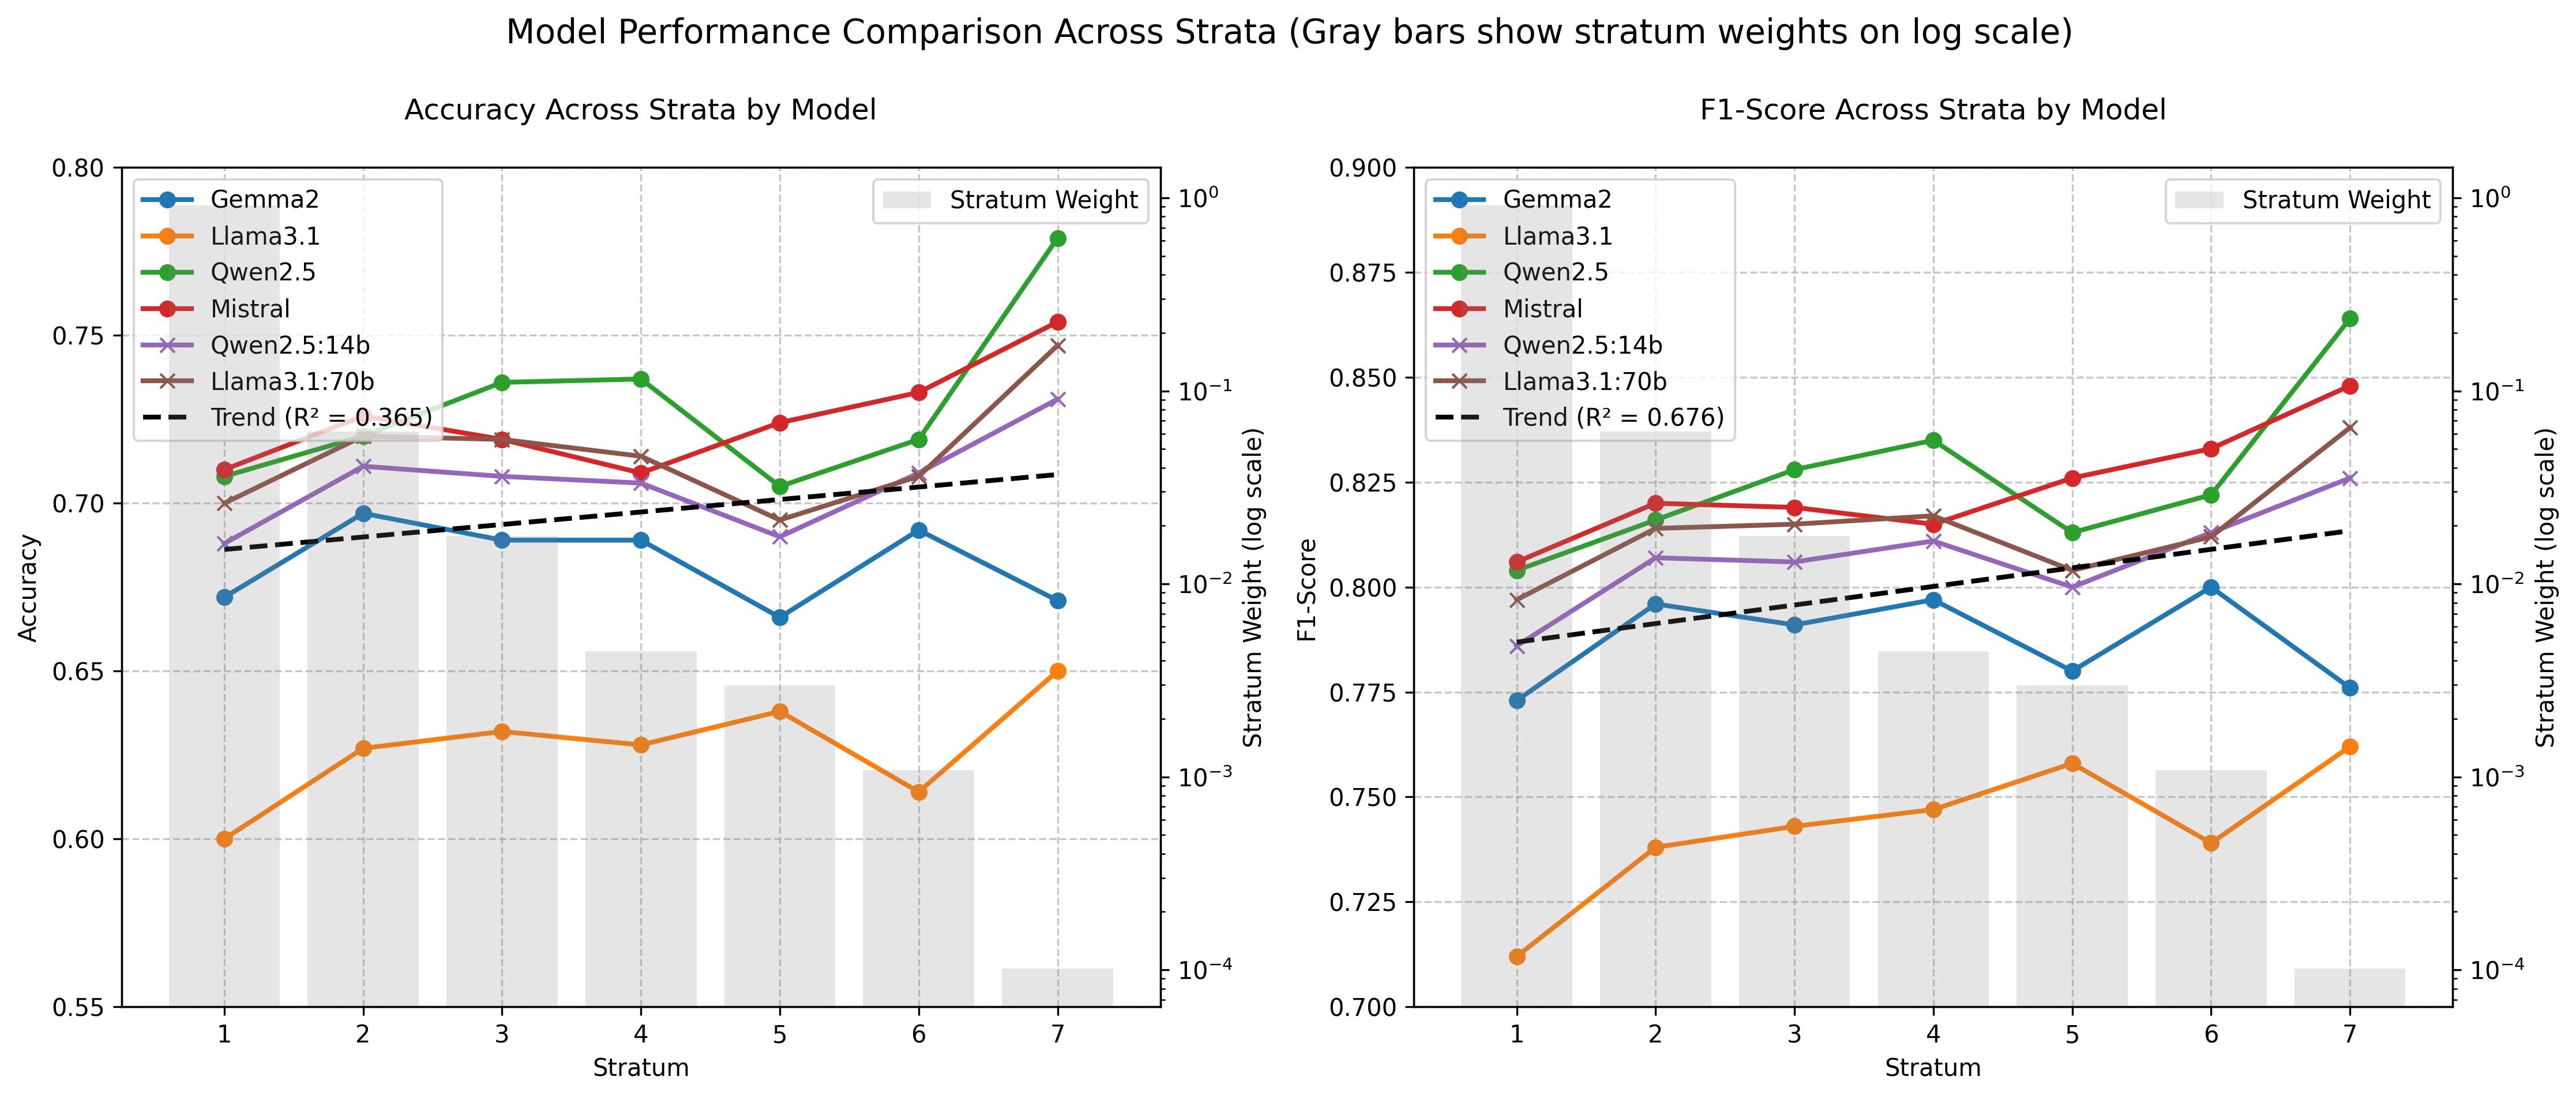 Model Performance Comparison Across Strata (Gray bars show stratum weights on log scale)
Accuracy Across Strata by Model
Gemma2
Llama3.1
Qwen2.5
Mistral
Qwen2.5:14b
Llama3.1:70b
Trend (R² = 0.365)
Stratum Weight
0.80
0.75
0.70
0.65
0.60
0.55
Accuracy
1 2 3 4 5 6 7
Stratum
10⁰
10⁻¹
10⁻²
10⁻³
10⁻⁴
Stratum Weight (log scale)
F1-Score Across Strata by Model
Gemma2
Llama3.1
Qwen2.5
Mistral
Qwen2.5:14b
Llama3.1:70b
Trend (R² = 0.676)
Stratum Weight
0.900
0.875
0.850
0.825
0.800
0.775
0.750
0.725
0.700
F1-Score
1 2 3 4 5 6 7
Stratum
10⁰
10⁻¹
10⁻²
10⁻³
10⁻⁴
Stratum Weight (log scale)